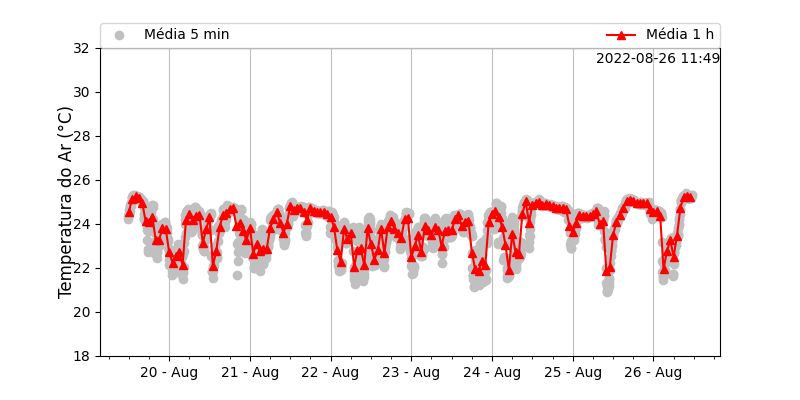 Média 5 min
Média 1 h
2022-08-26 11:49
Temperatura do Ar (°C)
32
30
28
26
24
22
20
18
20 - Aug
21 - Aug
22 - Aug
23 - Aug
24 - Aug
25 - Aug
26 - Aug